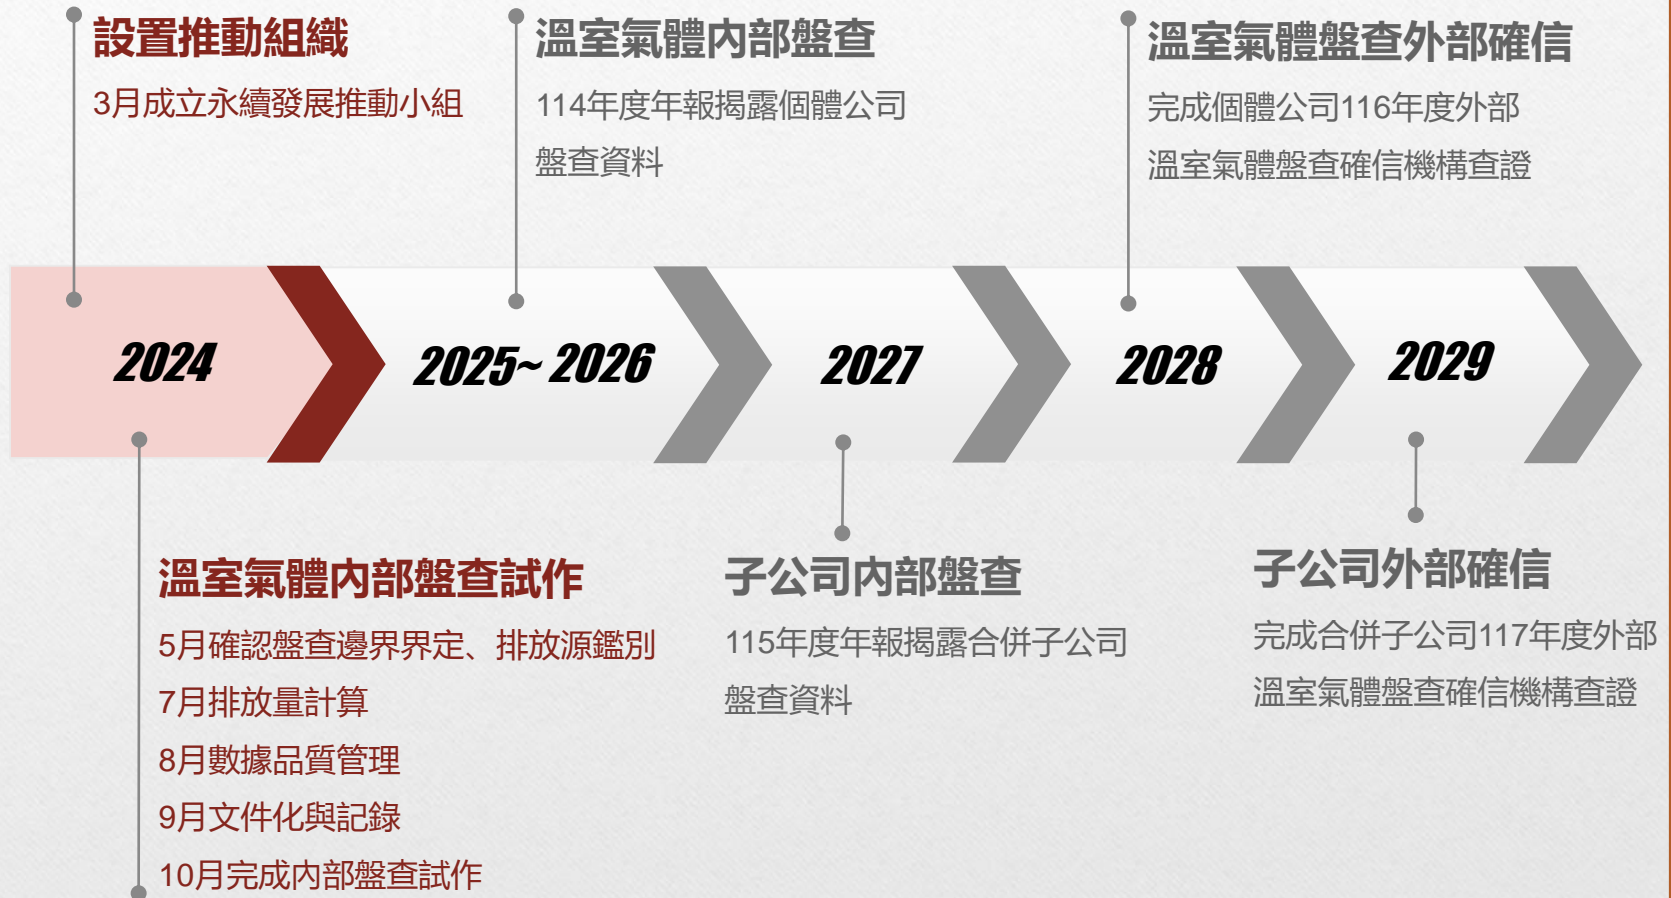 設置推動組織
3月成立永續發展推動小組
溫室氣體內部盤查
114年度年報揭露個體公司
盤查資料
溫室氣體盤查外部確信
完成個體公司116年度外部
溫室氣體盤查確信機構查證
2024
2025~ 2026
2027
2028
2029
溫室氣體內部盤查試作
5月確認盤查邊界界定、排放源鑑別
7月排放量計算
8月數據品質管理
9月文件化與記錄
10月完成內部盤查試作
子公司內部盤查
115年度年報揭露合併子公司
盤查資料
子公司外部確信
完成合併子公司117年度外部
溫室氣體盤查確信機構查證